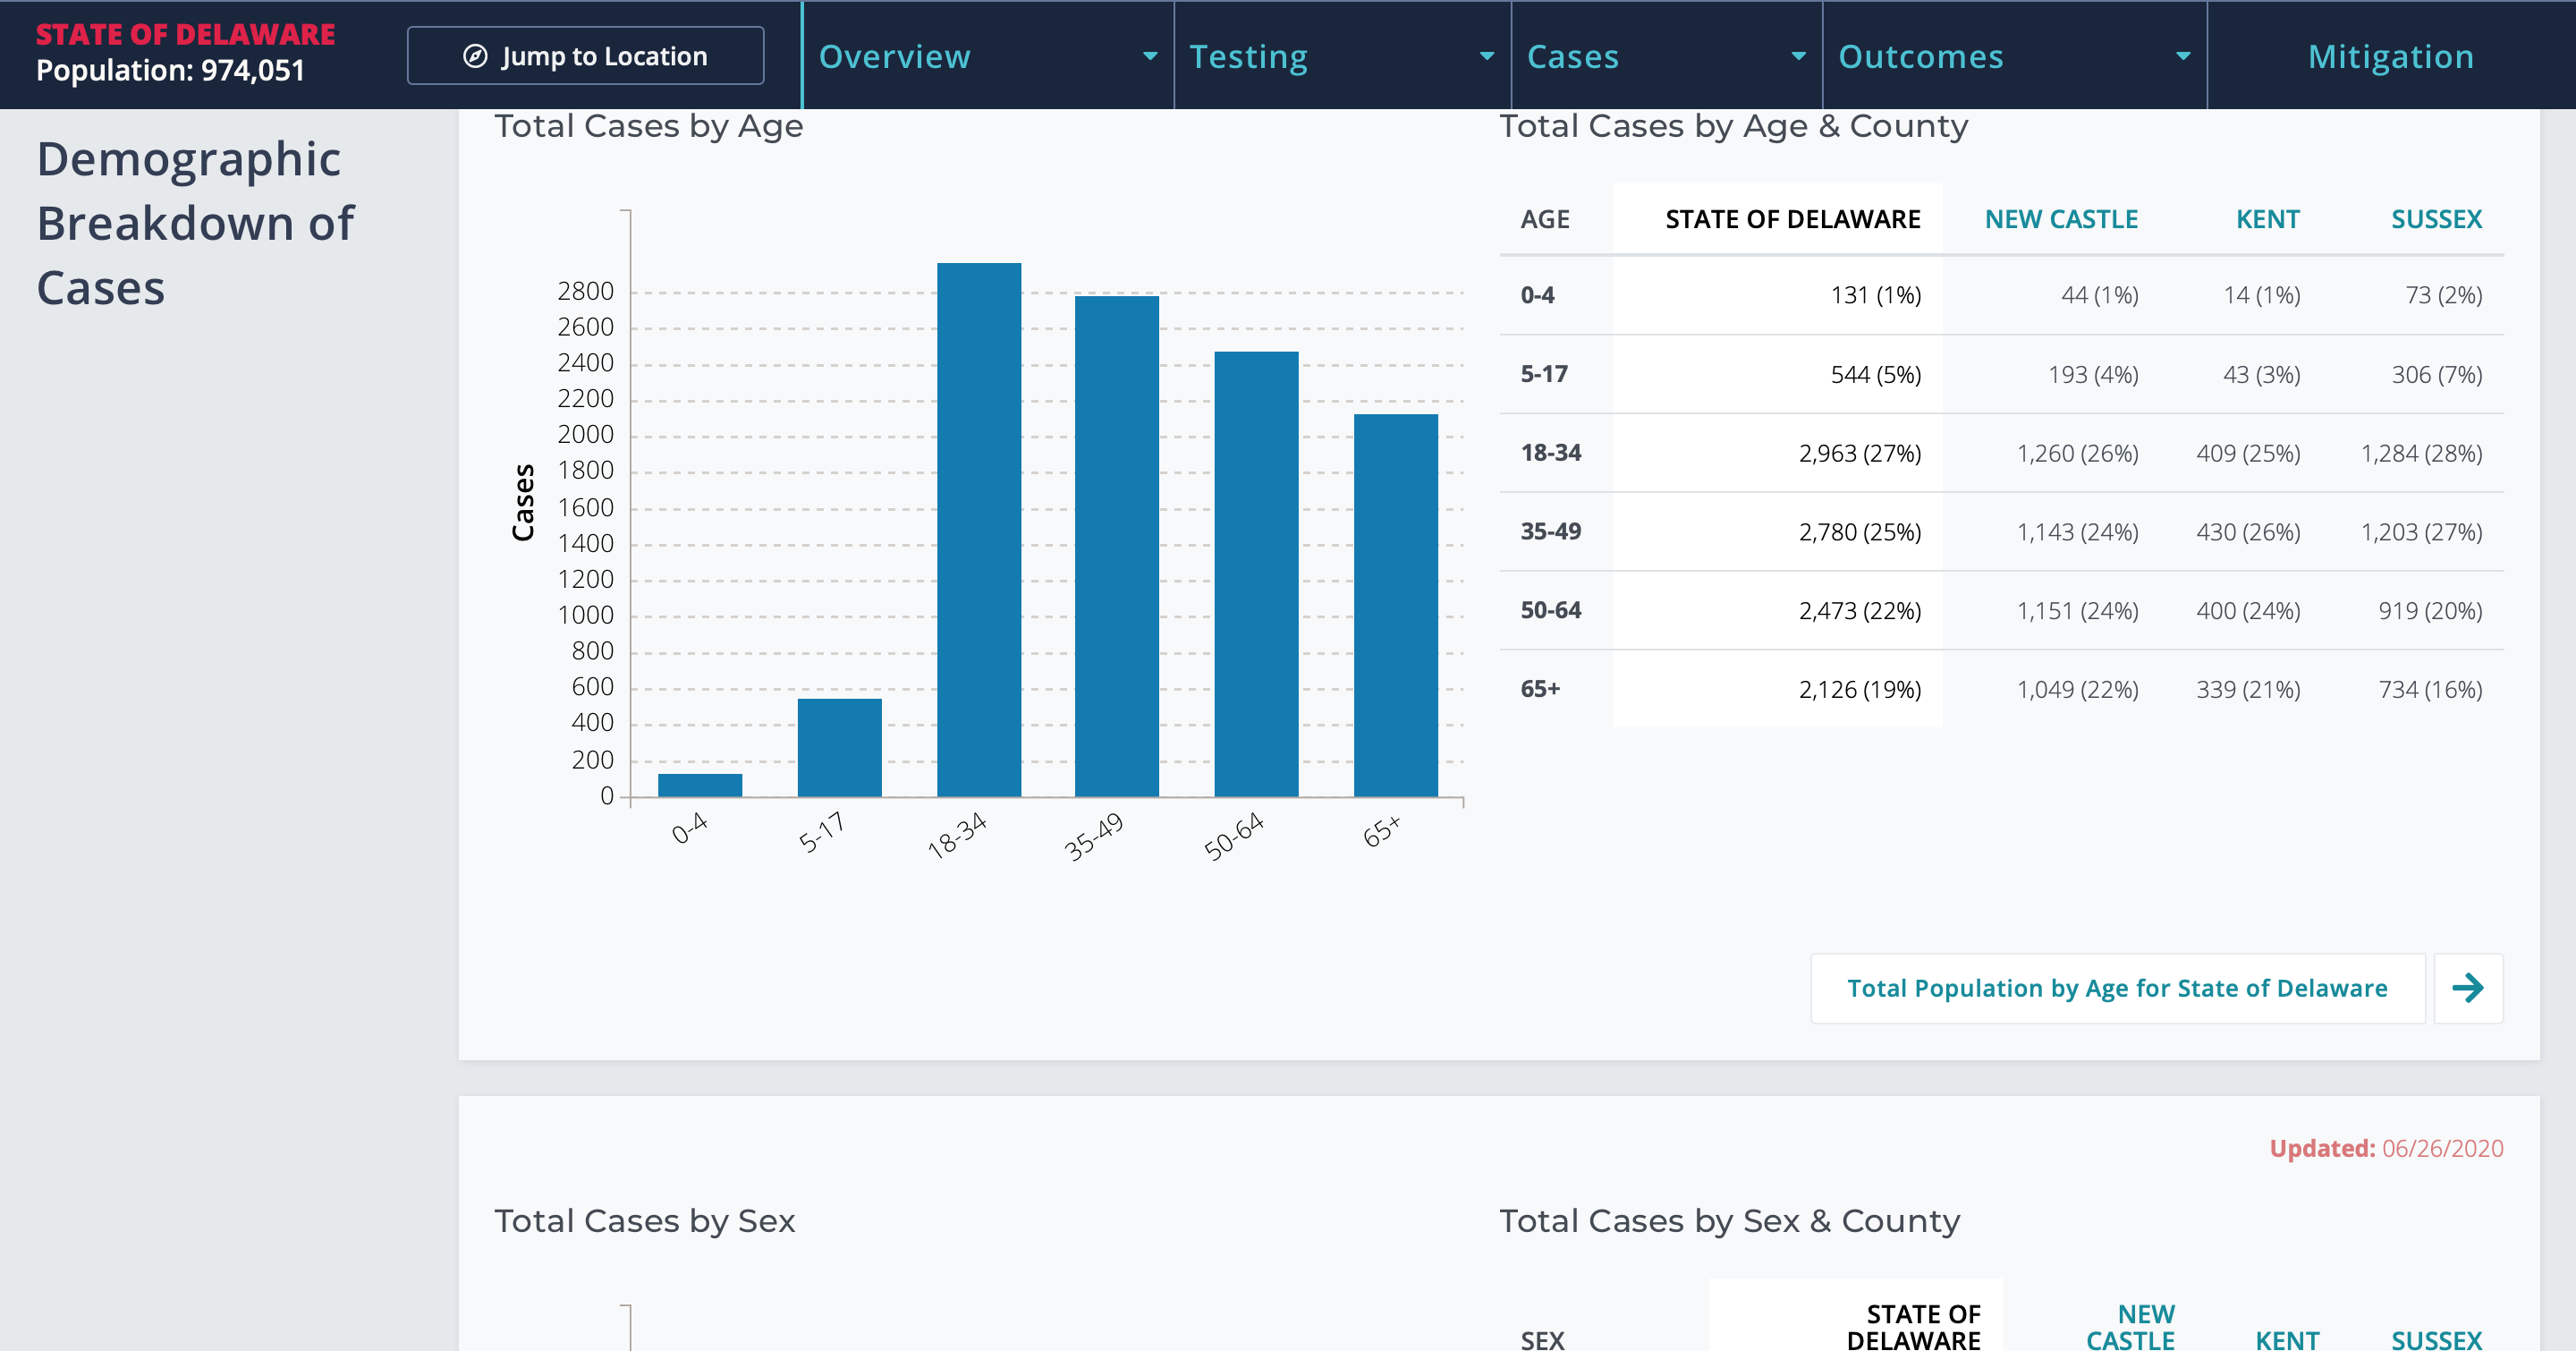 STATE OF DELAWARE
Population: 974,051
Jump to Location
Overview
Testing
Cases
Outcomes
Mitigation
Demographic
Breakdown of
Cases
Total Cases by Age
Cases
2800
2600
2400
2200
2000
1800
1600
1400
1200
1000
800
600
400
200
0
0-4
5-17
18-34
35-49
50-64
65+
Total Cases by Age & County
AGE STATE OF DELAWARE NEW CASTLE KENT SUSSEX
0-4 131 (1%) 44 (1%) 14 (1%) 73 (2%)
5-17 544 (5%) 193 (4%) 43 (3%) 306 (7%)
18-34 2,963 (27%) 1,260 (26%) 409 (25%) 1,284 (28%)
35-49 2,780 (25%) 1,143 (24%) 430 (26%) 1,203 (27%)
50-64 2,473 (22%) 1,151 (24%) 400 (24%) 919 (20%)
65+ 2,126 (19%) 1,049 (22%) 339 (21%) 734 (16%)
Total Population by Age for State of Delaware
Updated: 06/26/2020
Total Cases by Sex
Total Cases by Sex & County
STATE OF NEW
SEX DELAWARE CASTLE KENT SUSSEX